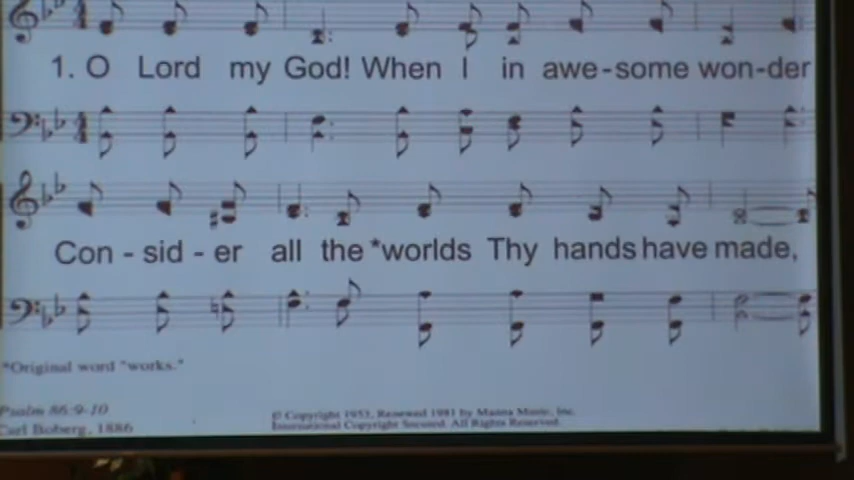 1. O Lord my God! When I in awe-some won-der
Con - sid - er all the *worlds Thy hands have made,
*Original word "works."
Psalm 86:9-10
Carl Boberg, 1886
© Copyright 1953, Renewed 1981 by Manna Music, Inc.
International Copyright Secured. All Rights Reserved.